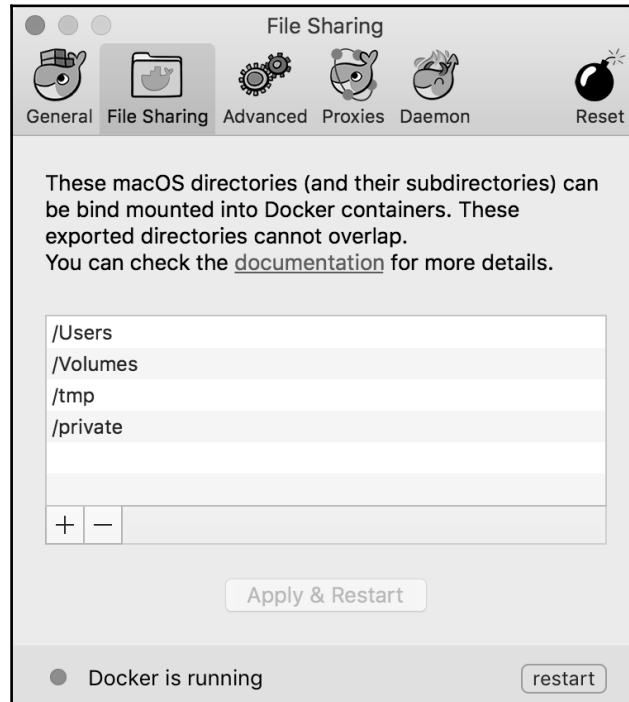 File Sharing
General File Sharing Advanced Proxies Daemon Reset
These macOS directories (and their subdirectories) can
be bind mounted into Docker containers. These
exported directories cannot overlap.
You can check the documentation for more details.
/Users
/Volumes
/tmp
/private
Apply & Restart
Docker is running restart